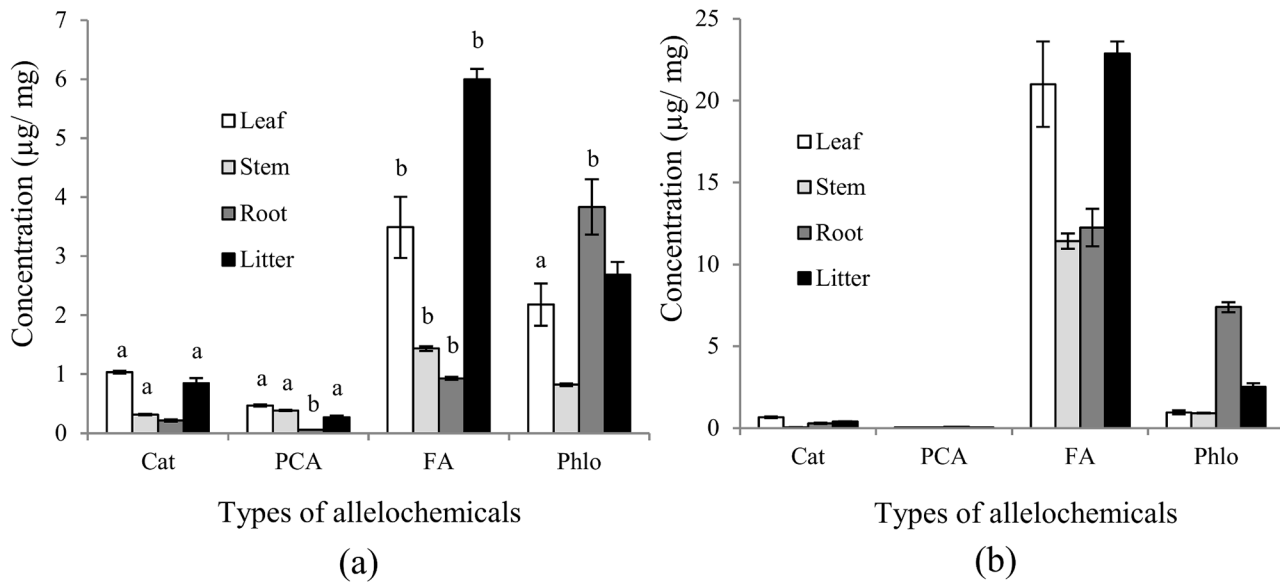 7
6
5
4
3
2
1
0
Concentration (µg/ mg)
Leaf
Stem
Root
Litter
a
a
a
a
a
b
a
b
b
b
b
a
b
Cat PCA FA Phlo
Types of allelochemicals
(a)
25
20
15
10
5
0
Concentration (µg/ mg)
Leaf
Stem
Root
Litter
Cat PCA FA Phlo
Types of allelochemicals
(b)